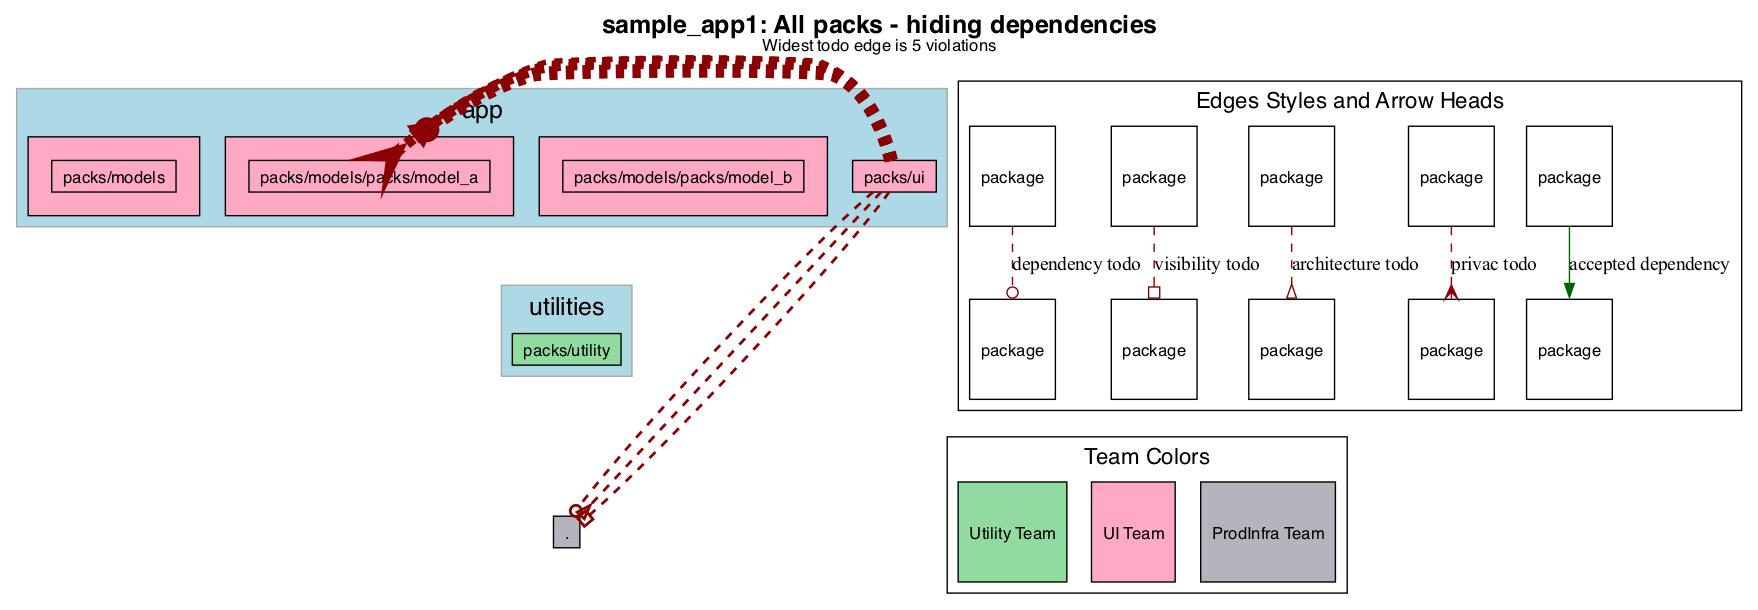 sample_app1: All packs - hiding dependencies
Widest todo edge is 5 violations
app
packs/models
packs/models/packs/model_a
packs/models/packs/model_b
packs/ui
utilities
packs/utility
.
Edges Styles and Arrow Heads
package
package
package
package
package
dependency todo
visibility todo
architecture todo
privac todo
accepted dependency
package
package
package
package
package
Team Colors
Utility Team
UI Team
ProdInfra Team